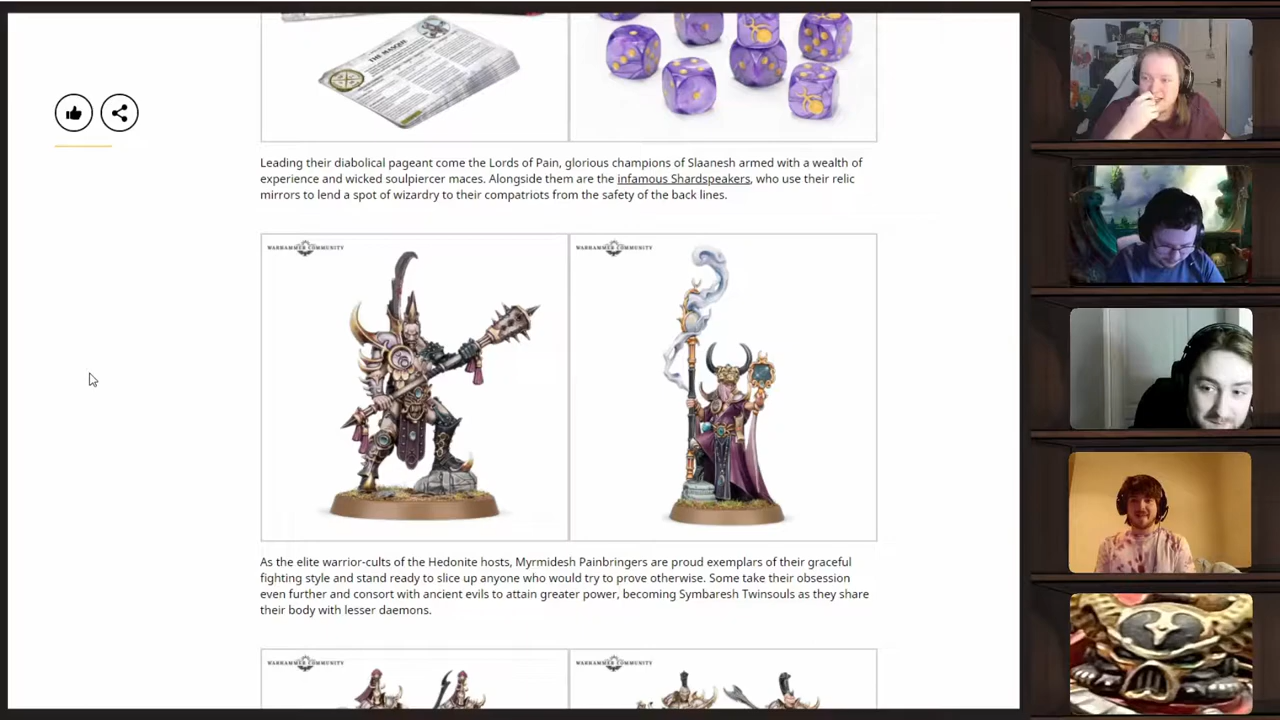 THE MASQUE
Leading their diabolical pageant come the Lords of Pain, glorious champions of Slaanesh armed with a wealth of
experience and wicked soulpiercer maces. Alongside them are the infamous Shardspeakers, who use their relic
mirrors to lend a spot of wizardry to their compatriots from the safety of the back lines.
WARHAMMER COMMUNITY
WARHAMMER COMMUNITY
As the elite warrior-cults of the Hedonite hosts, Myrmidesh Painbringers are proud exemplars of their graceful
fighting style and stand ready to slice up anyone who would try to prove otherwise. Some take their obsession
even further and consort with ancient evils to attain greater power, becoming Symbaresh Twinsouls as they share
their body with lesser daemons.
WARHAMMER COMMUNITY
WARHAMMER COMMUNITY